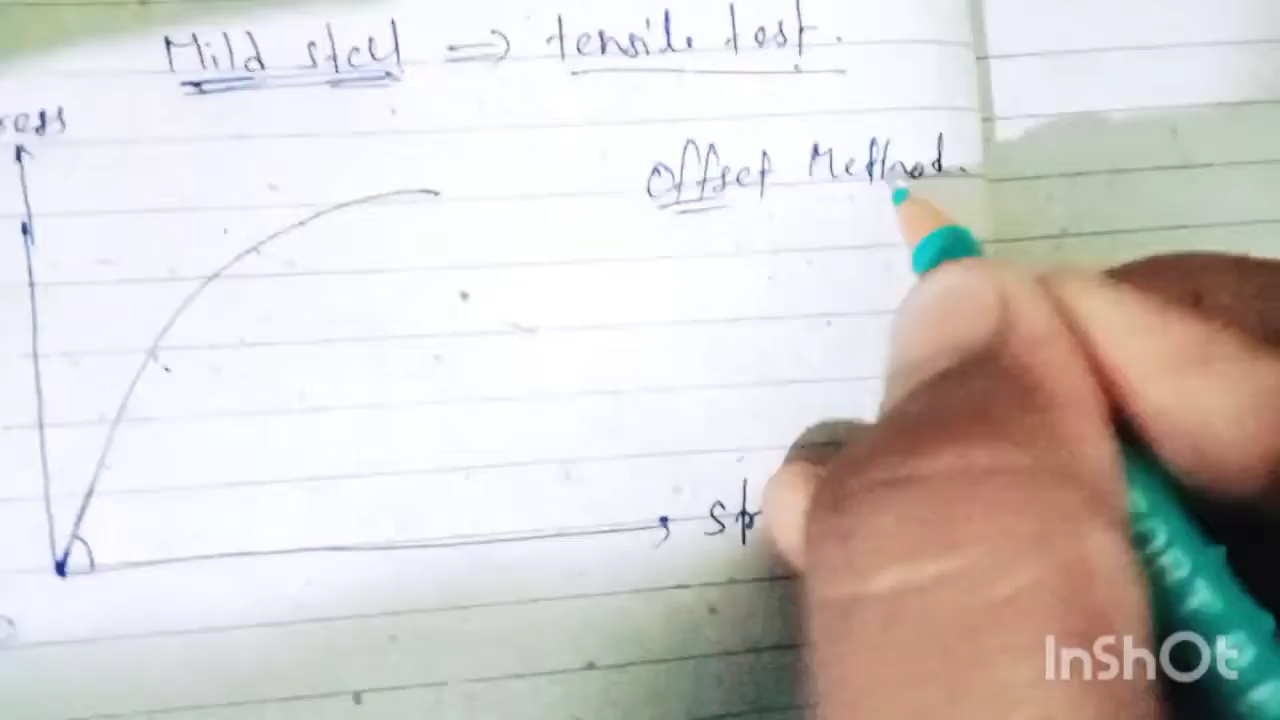 Mild steel ⇒ tensile test.
ress
Offset Method.
st
InShOt